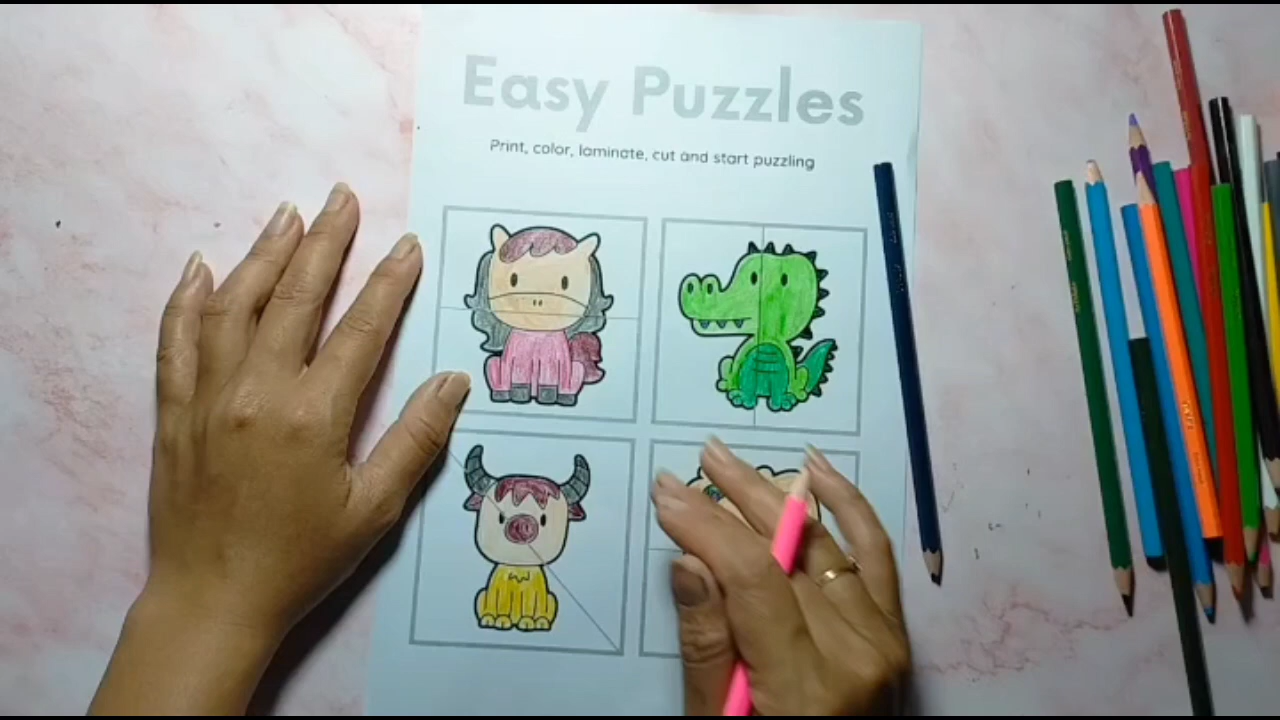 Easy Puzzles
Print, color, laminate, cut and start puzzling